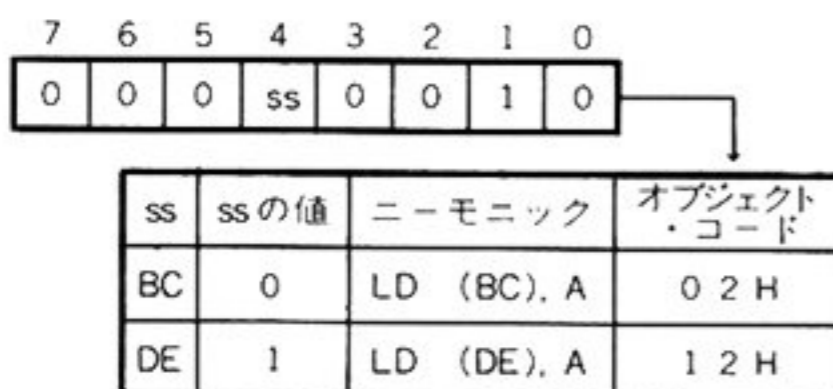 7 6 5 4 3 2 1 0
0 0 0 ss 0 0 1 0
ss ssの値 ニーモニック オブジェクト・コード
BC 0 LD (BC), A 02H
DE 1 LD (DE), A 12H